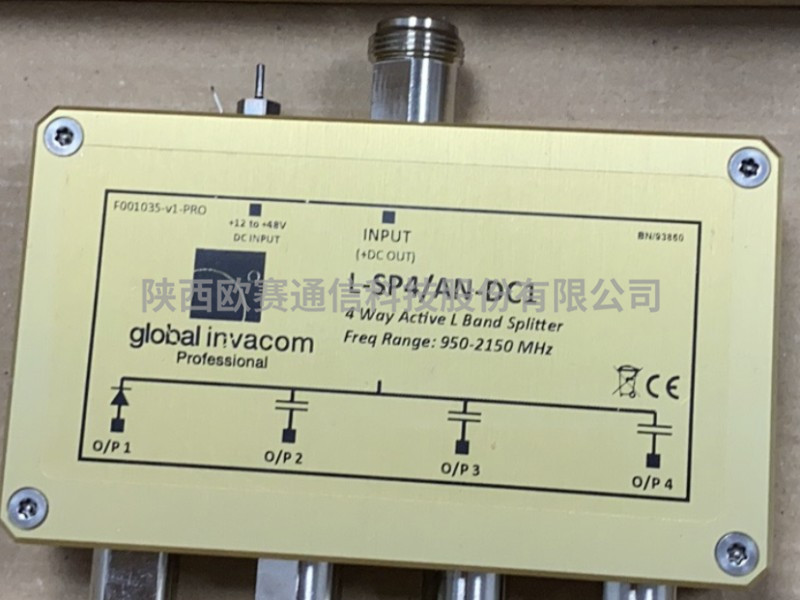 F001035-v1-PRO
+12 to +48V
DC INPUT
INPUT
(+DC OUT)
BN/93860
L-SP4/AN-DC1
陕西欧赛通信科技股份有限公司
4 Way Active L Band Splitter
Freq Range: 950-2150 MHz
global invacom
Professional
CE
O/P 1
O/P 2
O/P 3
O/P 4